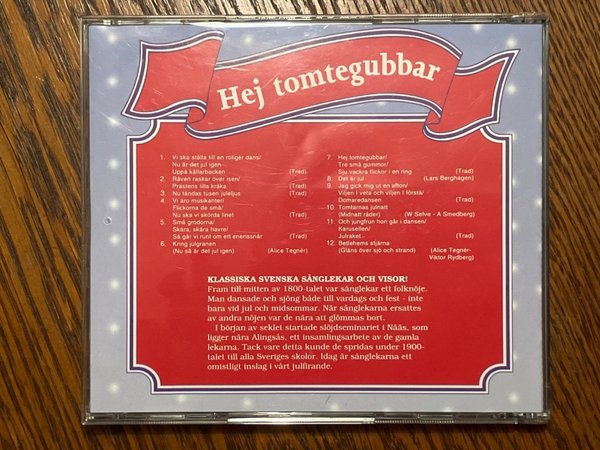 Hej tomtegubbar
1. Vi ska ställa till en roliger dans/
Nu är det jul igen
Uppå källarbacken (Trad)
2. Räven raskar över isen/
Prästens lilla kråka (Trad)
3. Nu tändas tusen juleljus (Trad)
4. Vi äro musikanter/
Flickorna de små/
Nu ska vi skörda linet (Trad)
5. Små grodorna/
Skära, skära havre/
Så går vi runt om ett enerissnår (Trad)
6. Kring julgranen
(Nu så är det jul igen) (Alice Tegnér)
7. Hej tomtegubbar/
Tre små gummor/
Sju vackra flickor i en ring (Trad)
8. Det är jul (Lars Berghagen)
9. Jag gick mig ut en afton/
Viljen I veta och viljen I förstå/
Domaredansen (Trad)
10. Tomtarnas julnatt
(Midnatt råder) (W Sefve - A Smedberg)
11. Och jungfrun hon går i dansen/
Karusellen/
Julraket (Trad)
12. Betlehems stjärna
(Gläns över sjö och strand) (Alice Tegnér-
Viktor Rydberg)
KLASSISKA SVENSKA SÅNGLEKAR OCH VISOR!
Fram till mitten av 1800-talet var sånglekar ett folknöje.
Man dansade och sjöng både till vardags och fest - inte
bara vid jul och midsommar. När sånglekarna ersattes
av andra nöjen var de nära att glömmas bort.
I början av seklet startade slöjdseminariet i Nääs, som
ligger nåra Alingsås, ett insamlingsarbete av de gamla
lekarna. Tack vare detta kunde de spridas under 1900-
talet till alla Sveriges skolor. Idag är sånglekarna ett
omistligt inslag i vårt julfirande.